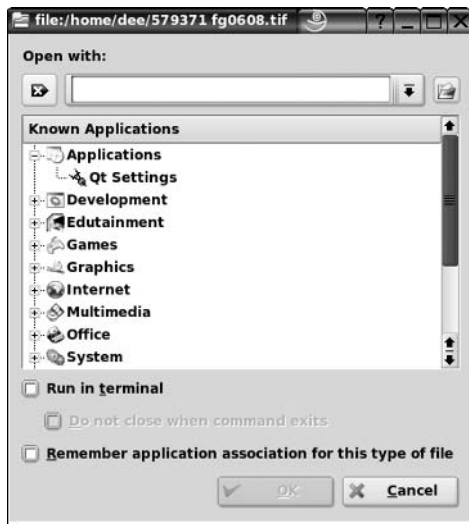 file:/home/dee/579371 fg0608.tif
Open with:
Known Applications
Applications
Qt Settings
Development
Edutainment
Games
Graphics
Internet
Multimedia
Office
System
Run in terminal
Do not close when command exits
Remember application association for this type of file
OK
Cancel